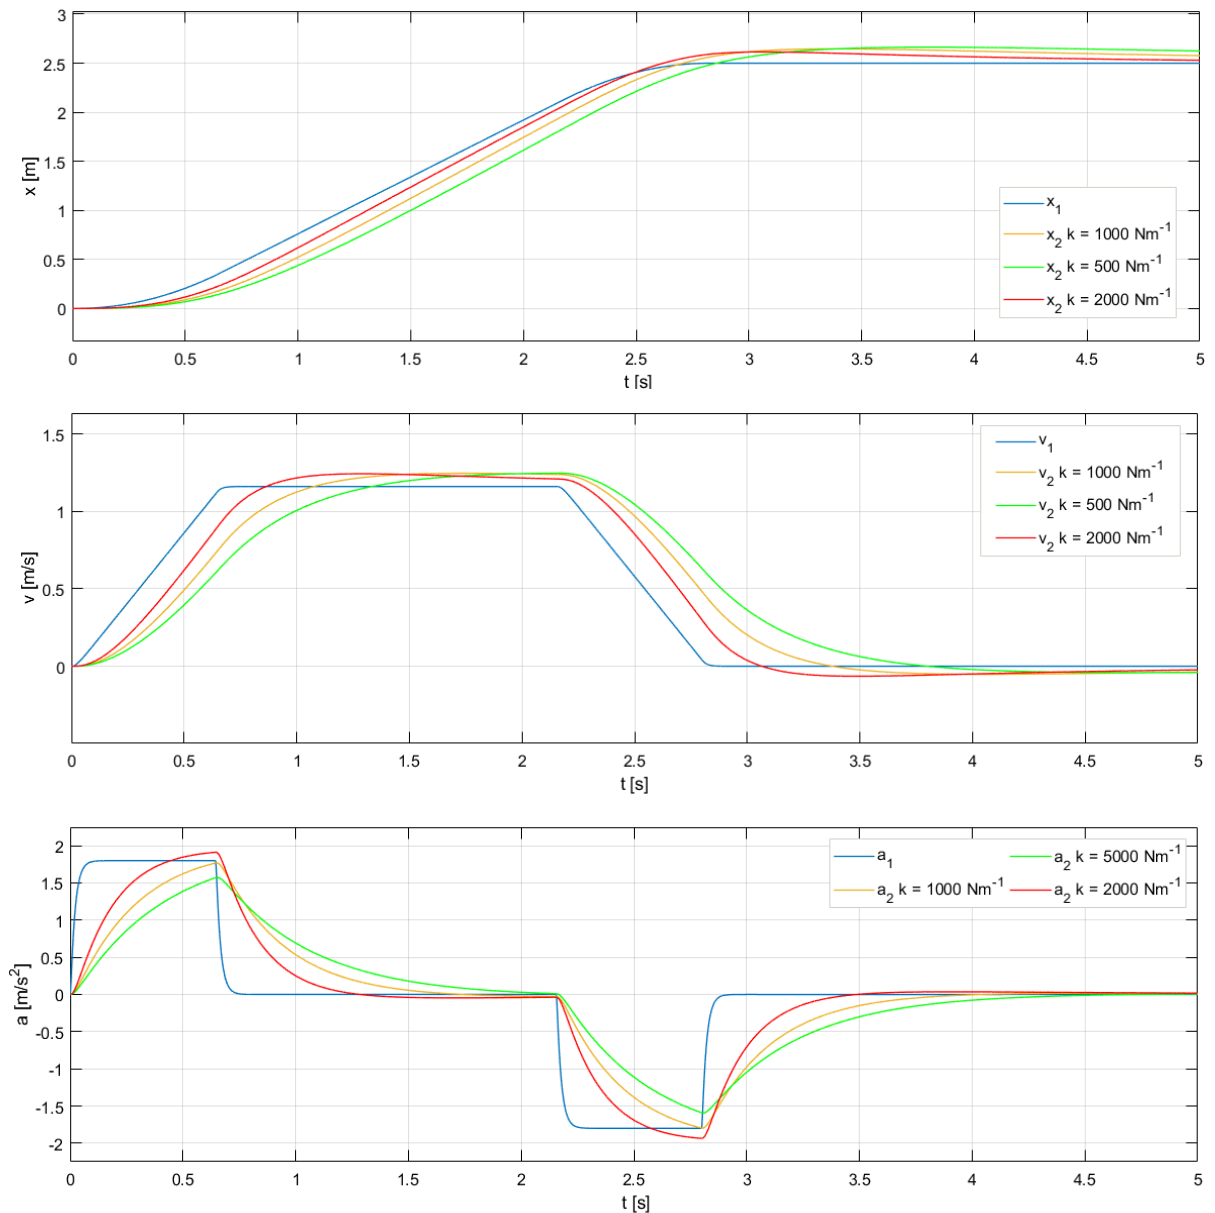 3
2.5
2
1.5
1
0.5
0
x [m]
x1
x2 k = 1000 Nm-1
x2 k = 500 Nm-1
x2 k = 2000 Nm-1
0 0.5 1 1.5 2 2.5 3 3.5 4 4.5 5
t [s]
1.5
1
0.5
0
v [m/s]
v1
v2 k = 1000 Nm-1
v2 k = 500 Nm-1
v2 k = 2000 Nm-1
0 0.5 1 1.5 2 2.5 3 3.5 4 4.5 5
t [s]
2
1.5
1
0.5
0
-0.5
-1
-1.5
-2
a [m/s2]
a1 a2 k = 5000 Nm-1
a2 k = 1000 Nm-1 a2 k = 2000 Nm-1
0 0.5 1 1.5 2 2.5 3 3.5 4 4.5 5
t [s]